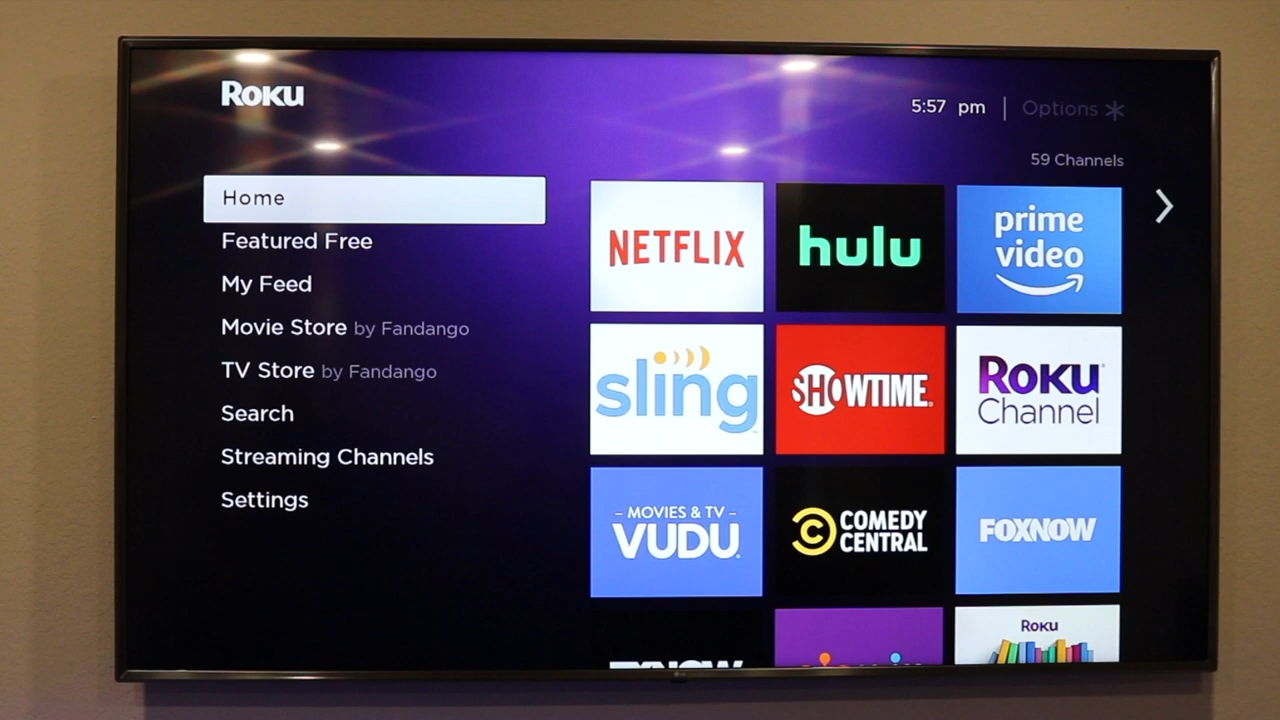 Roku
5:57 pm | Options
59 Channels
Home
Featured Free
My Feed
Movie Store by Fandango
TV Store by Fandango
Search
Streaming Channels
Settings
NETFLIX
hulu
prime video
sling
SHOWTIME
Roku Channel
MOVIES & TV
VUDU
COMEDY CENTRAL
FOXNOW
Roku
LG